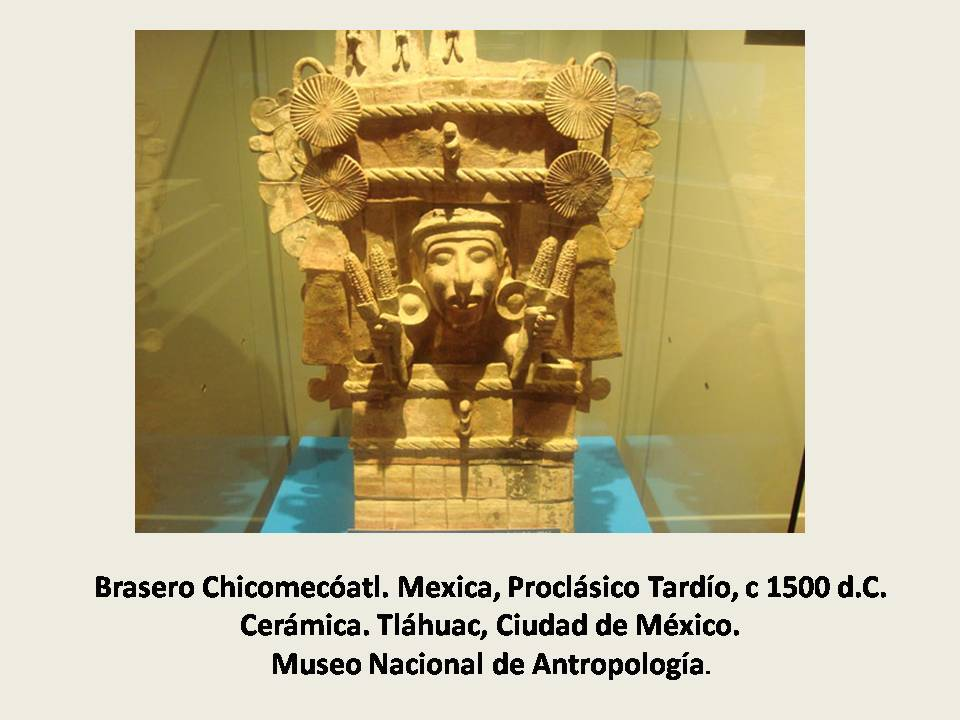 Brasero Chicomecóatl. Mexica, Proclásico Tardío, c 1500 d.C.
Cerámica. Tláhuac, Ciudad de México.
Museo Nacional de Antropología.